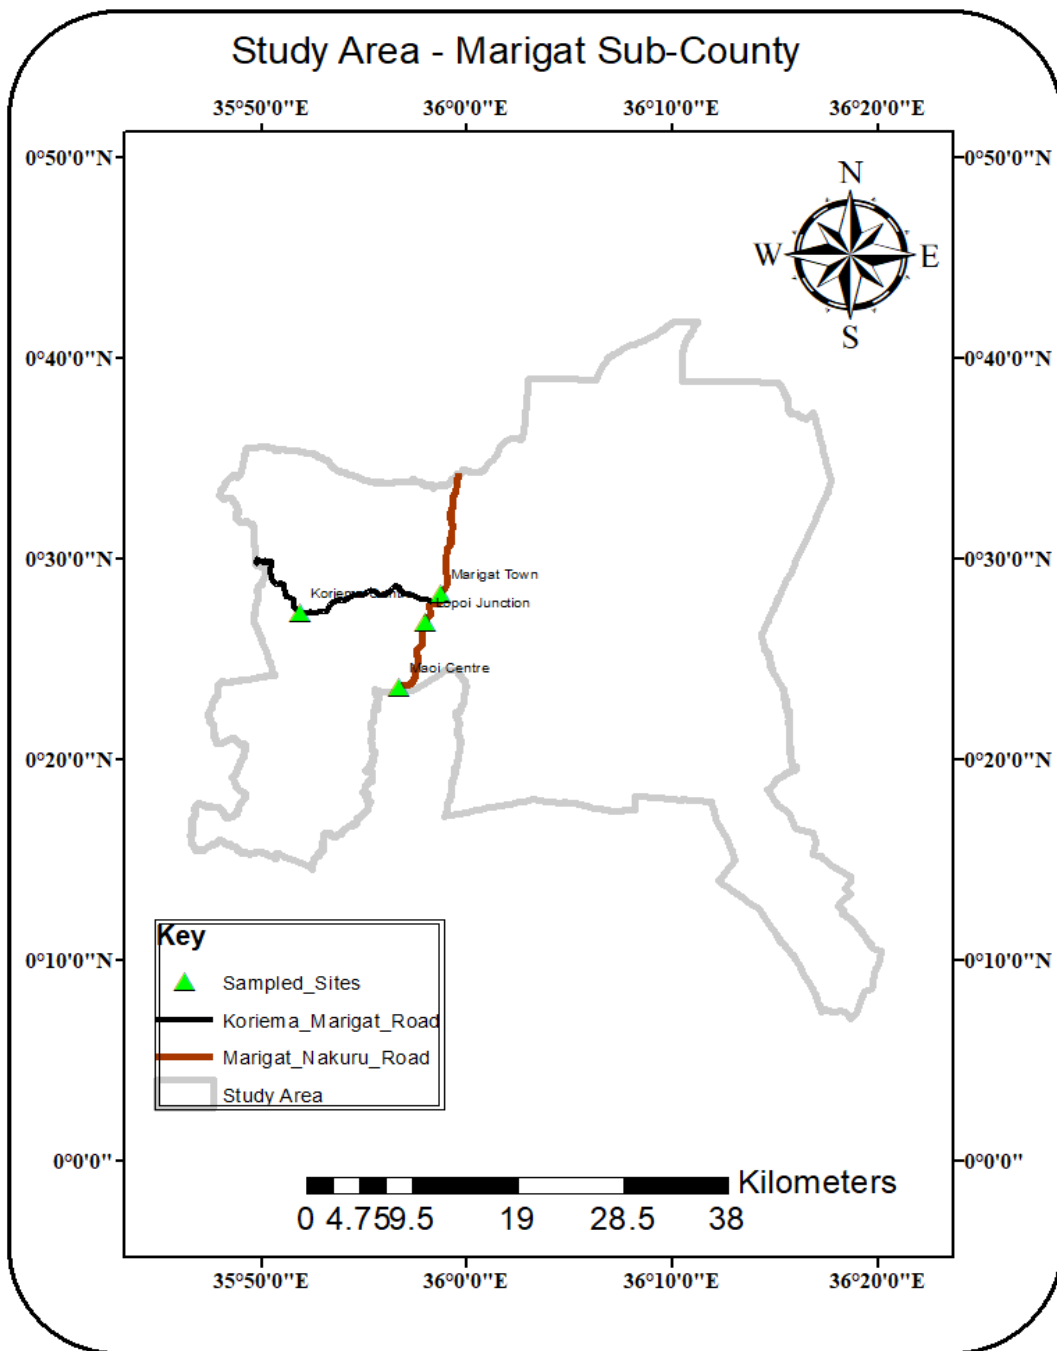 Study Area - Marigat Sub-County
35°50'0"E 36°0'0"E 36°10'0"E 36°20'0"E
0°50'0"N 0°50'0"N
N
W E
S
0°40'0"N 0°40'0"N
0°30'0"N 0°30'0"N
Marigat Town
Koriema
Junction
Maoi Centre
0°20'0"N 0°20'0"N
Key
0°10'0"N 0°10'0"N
Sampled_Sites
Koriema_Marigat_Road
Marigat_Nakuru_Road
Study Area
0°0'0" 0°0'0"
Kilometers
0 4.75 9.5 19 28.5 38
35°50'0"E 36°0'0"E 36°10'0"E 36°20'0"E